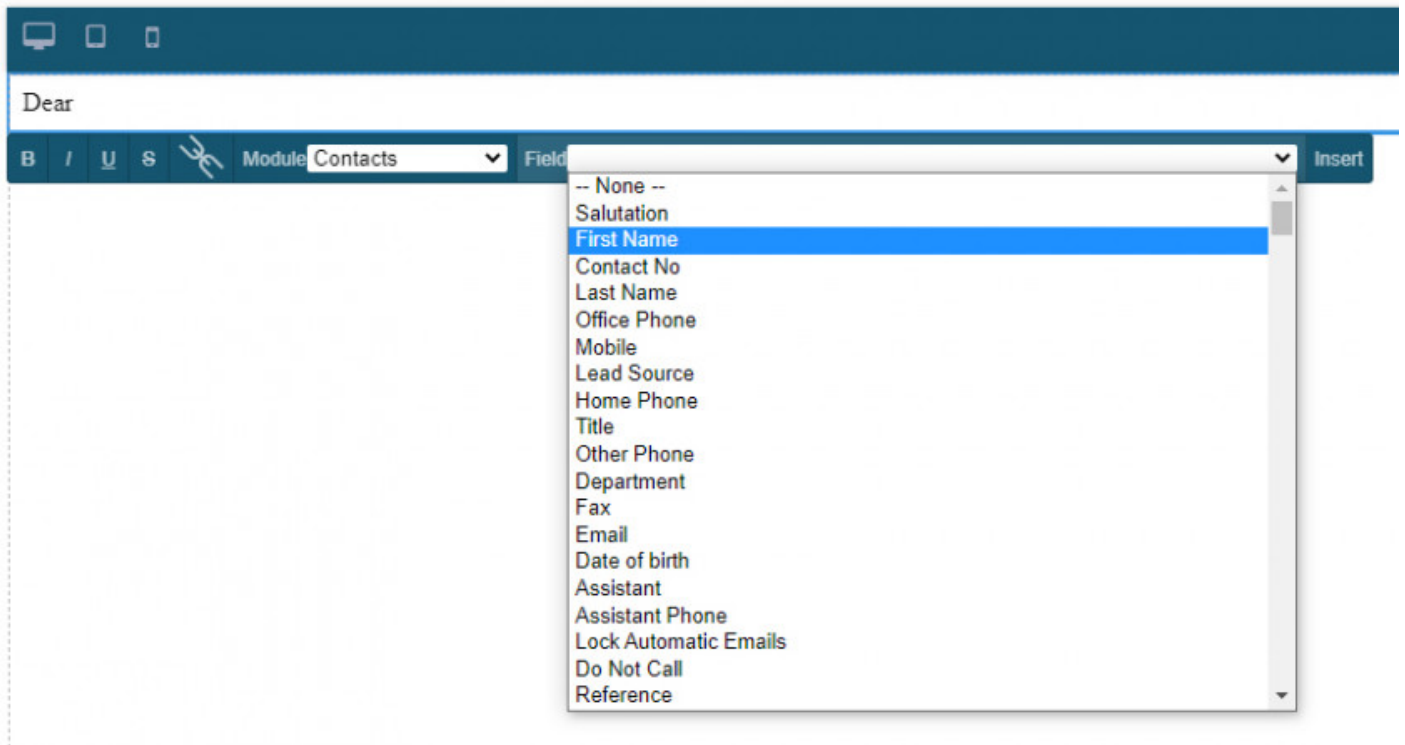 Dear
B I U S Module Contacts Field Insert
-- None --
Salutation
First Name
Contact No
Last Name
Office Phone
Mobile
Lead Source
Home Phone
Title
Other Phone
Department
Fax
Email
Date of birth
Assistant
Assistant Phone
Lock Automatic Emails
Do Not Call
Reference